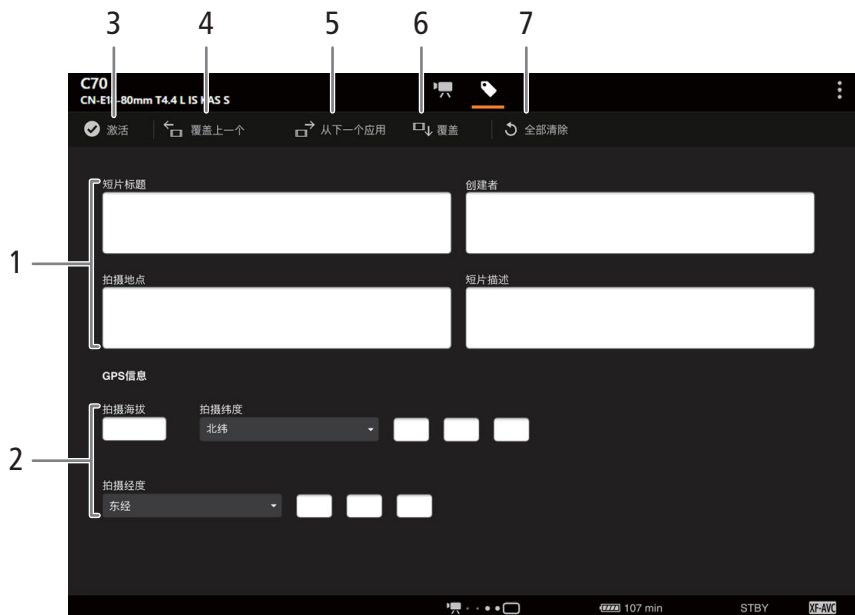 3 4 5 6 7
C70
CN-E18-80mm T4.4 L IS KAS S
激活 覆盖上一个 从下一个应用 覆盖 全部清除
短片标题 创建者
1
拍摄地点 短片描述
GPS信息
拍摄海拔 拍摄纬度
北纬
2
拍摄经度
东经
107 min STBY XF-AVC